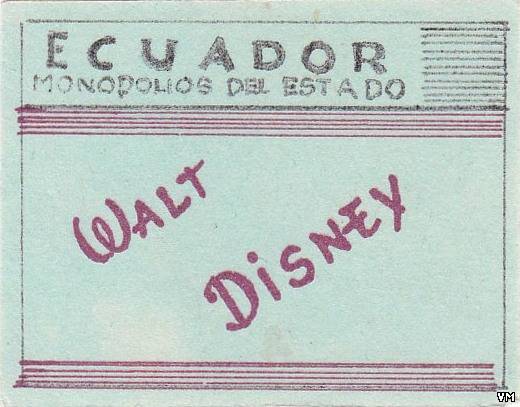 ECUADOR
MONOPOLIOS DEL ESTADO
WALT
DiSNEY
VM